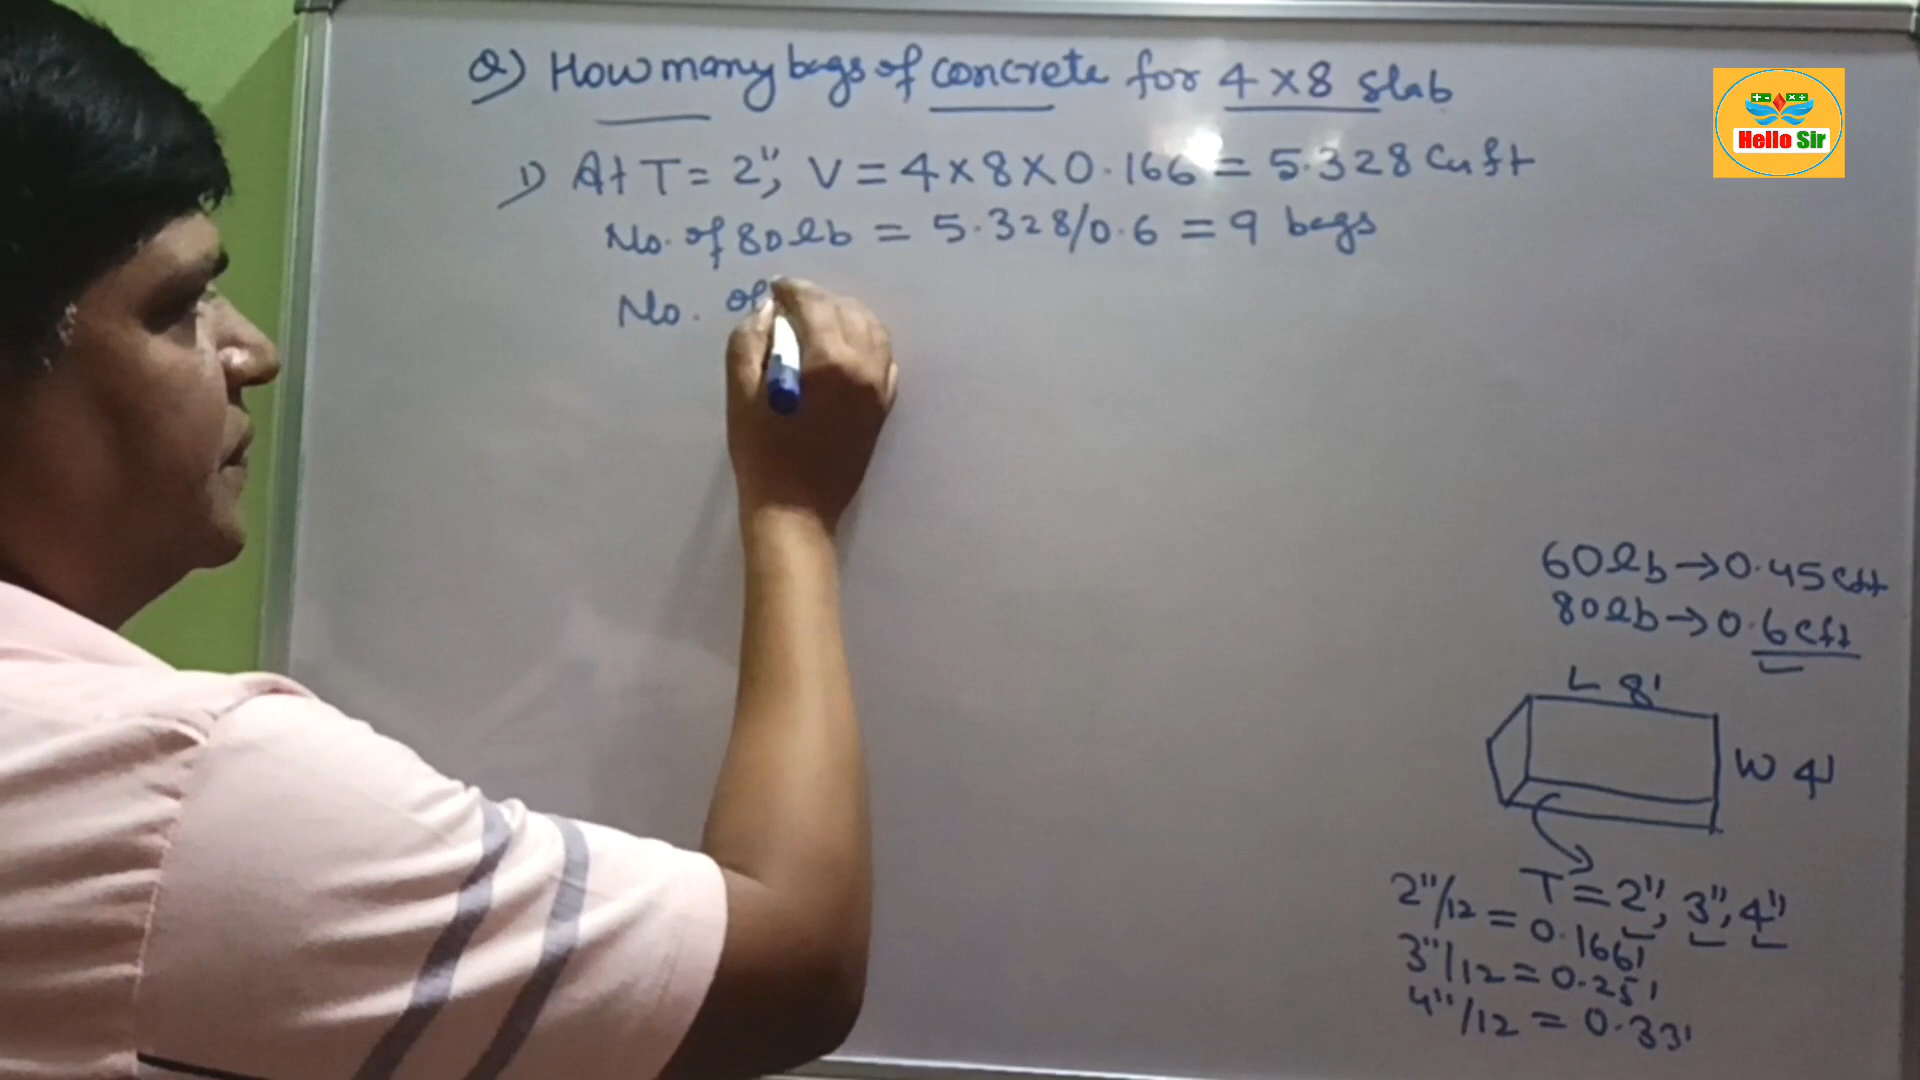 Q) How many bags of concrete for 4 x 8 slab
1) At T = 2", V = 4 x 8 x 0.166 = 5.328 Cu ft
No. of 80 lb = 5.328/0.6 = 9 bags
No. of
Hello Sir
60 lb → 0.45 cft
80 lb → 0.6 cft
L 8'
W 4'
T = 2", 3", 4"
2"/12 = 0.166'
3"/12 = 0.25'
4"/12 = 0.33'